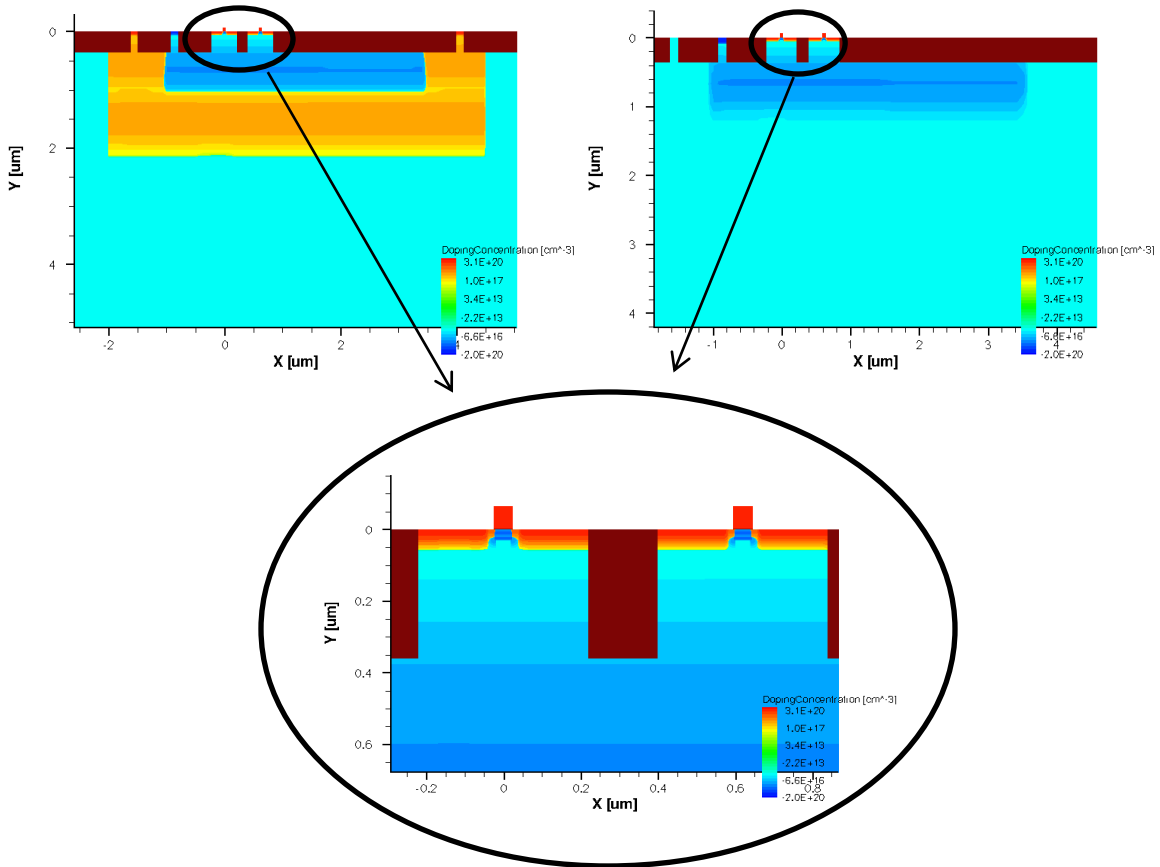 0
2
4
Y [um]
-2
0
2
4
X [um]
DopingConcentration [cm^-3]
3.1E+20
1.0E+17
3.4E+13
-2.2E+13
-6.6E+16
-2.0E+20
0
1
2
3
4
Y [um]
-1
0
1
2
3
4
X [um]
DopingConcentration [cm^-3]
3.1E+20
1.0E+17
3.4E+13
-2.2E+13
-6.6E+16
-2.0E+20
0
0.2
0.4
0.6
Y [um]
-0.2
0
0.2
0.4
0.6
0.8
X [um]
DopingConcentration [cm^-3]
3.1E+20
1.0E+17
3.4E+13
-2.2E+13
-6.6E+16
-2.0E+20